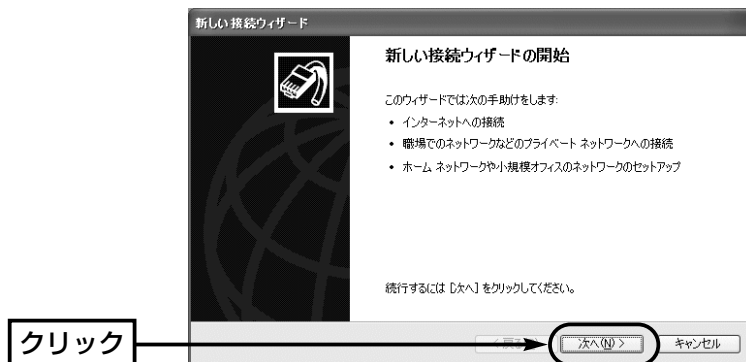 新しい接続ウィザード
新しい接続ウィザードの開始
このウィザードでは次の手助けをします:
• インターネットへの接続
• 職場でのネットワークなどのプライベート ネットワークへの接続
• ホーム ネットワークや小規模オフィスのネットワークのセットアップ
続行するには [次へ] をクリックしてください。
クリック
< 戻
次へ(N) >
キャンセル